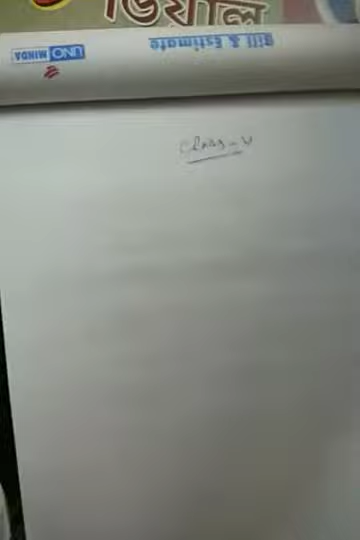 ডিয়াল
Bill & Estimate
UNO MINDA
Class - V